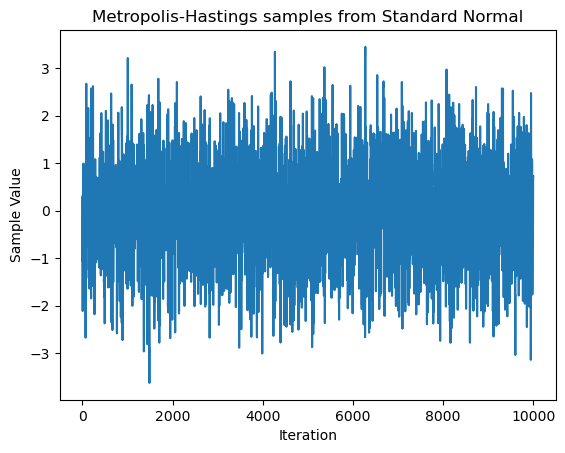 Metropolis-Hastings samples from Standard Normal
3
2
1
0
−1
−2
−3
Sample Value
0 2000 4000 6000 8000 10000
Iteration